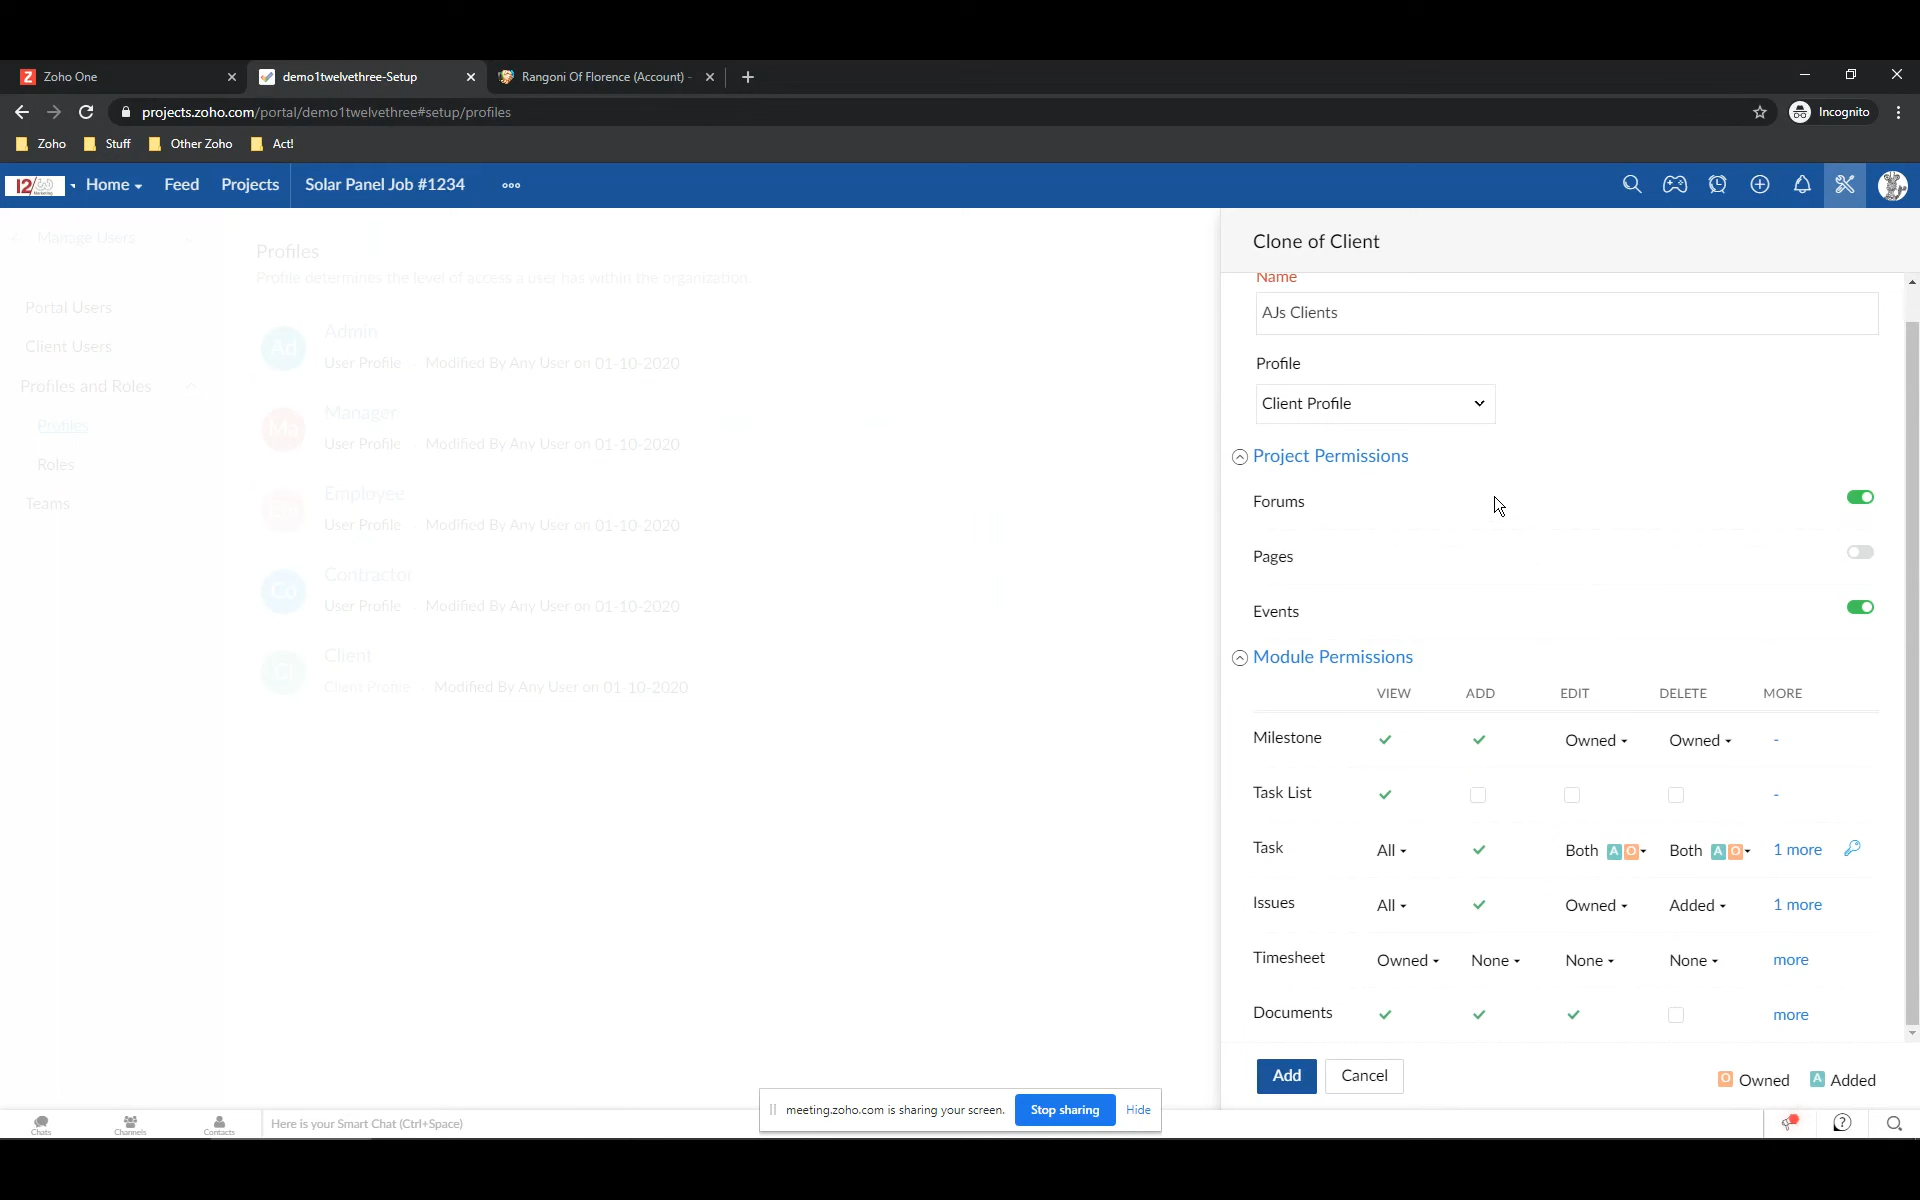 Zoho One
demo1twelvethree-Setup
Rangoni Of Florence (Account) -
projects.zoho.com/portal/demo1twelvethree#setup/profiles
Incognito
Zoho
Stuff
Other Zoho
Act!
12/3
Home
Feed
Projects
Solar Panel Job #1234
Manage Users
Portal Users
Client Users
Profiles and Roles
Profiles
Roles
Teams
Profiles
Profile determines the level of access a user has within the organization.
Ad
Admin
User Profile Modified By Any User on 01-10-2020
Ma
Manager
User Profile Modified By Any User on 01-10-2020
Employee
User Profile Modified By Any User on 01-10-2020
Co
Contractor
User Profile Modified By Any User on 01-10-2020
Cl
Client
Client Profile Modified By Any User on 01-10-2020
Clone of Client
Name
AJs Clients
Profile
Client Profile
Project Permissions
Forums
Pages
Events
Module Permissions
VIEW ADD EDIT DELETE MORE
Milestone Owned Owned -
Task List -
Task All Both A O Both A O 1 more
Issues All Owned Added 1 more
Timesheet Owned None None None more
Documents more
Add Cancel
O Owned A Added
meeting.zoho.com is sharing your screen. Stop sharing Hide
Chats
Channels
Contacts
Here is your Smart Chat (Ctrl+Space)